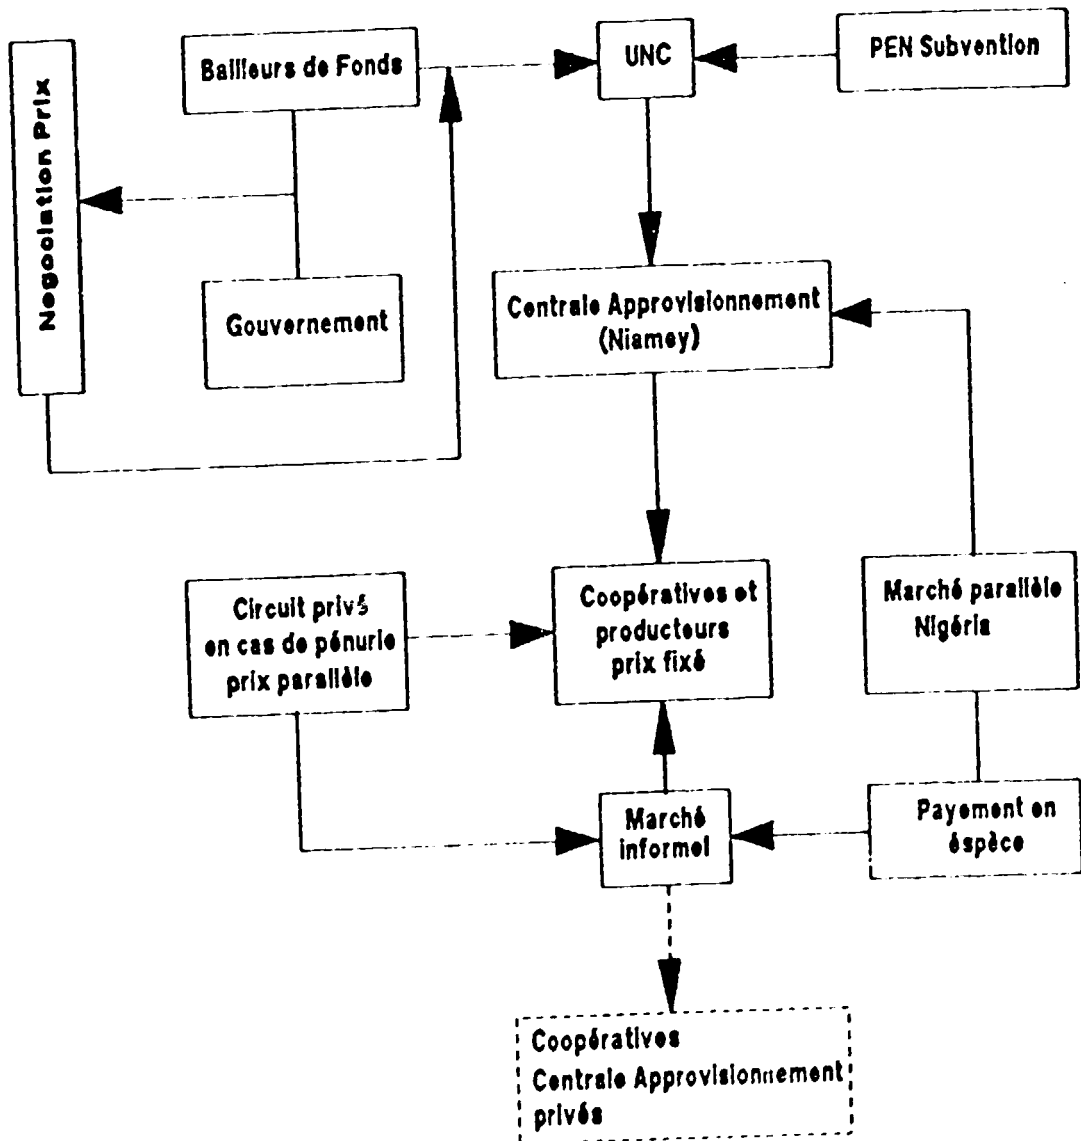 Bailleurs de Fonds
UNC
PEN Subvention
Negociation Prix
Gouvernement
Centrale Approvisionnement
(Niamey)
Circuit privé
en cas de pénurie
prix parallèle
Coopératives et
producteurs
prix fixé
Marché parallèle
Nigéria
Marché
informel
Payement en
éspèce
Coopératives
Centrale Approvisionnement
privés